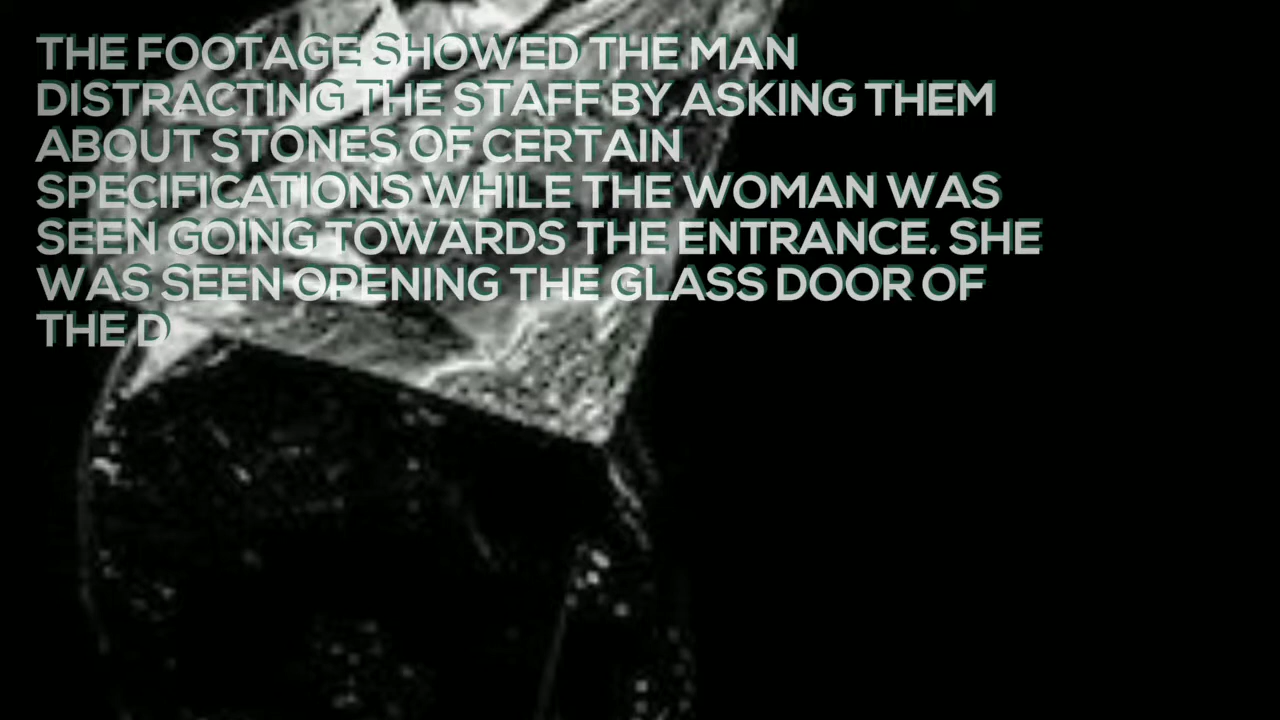 THE FOOTAGE SHOWED THE MAN
DISTRACTING THE STAFF BY ASKING THEM
ABOUT STONES OF CERTAIN
SPECIFICATIONS WHILE THE WOMAN WAS
SEEN GOING TOWARDS THE ENTRANCE. SHE
WAS SEEN OPENING THE GLASS DOOR OF
THE D